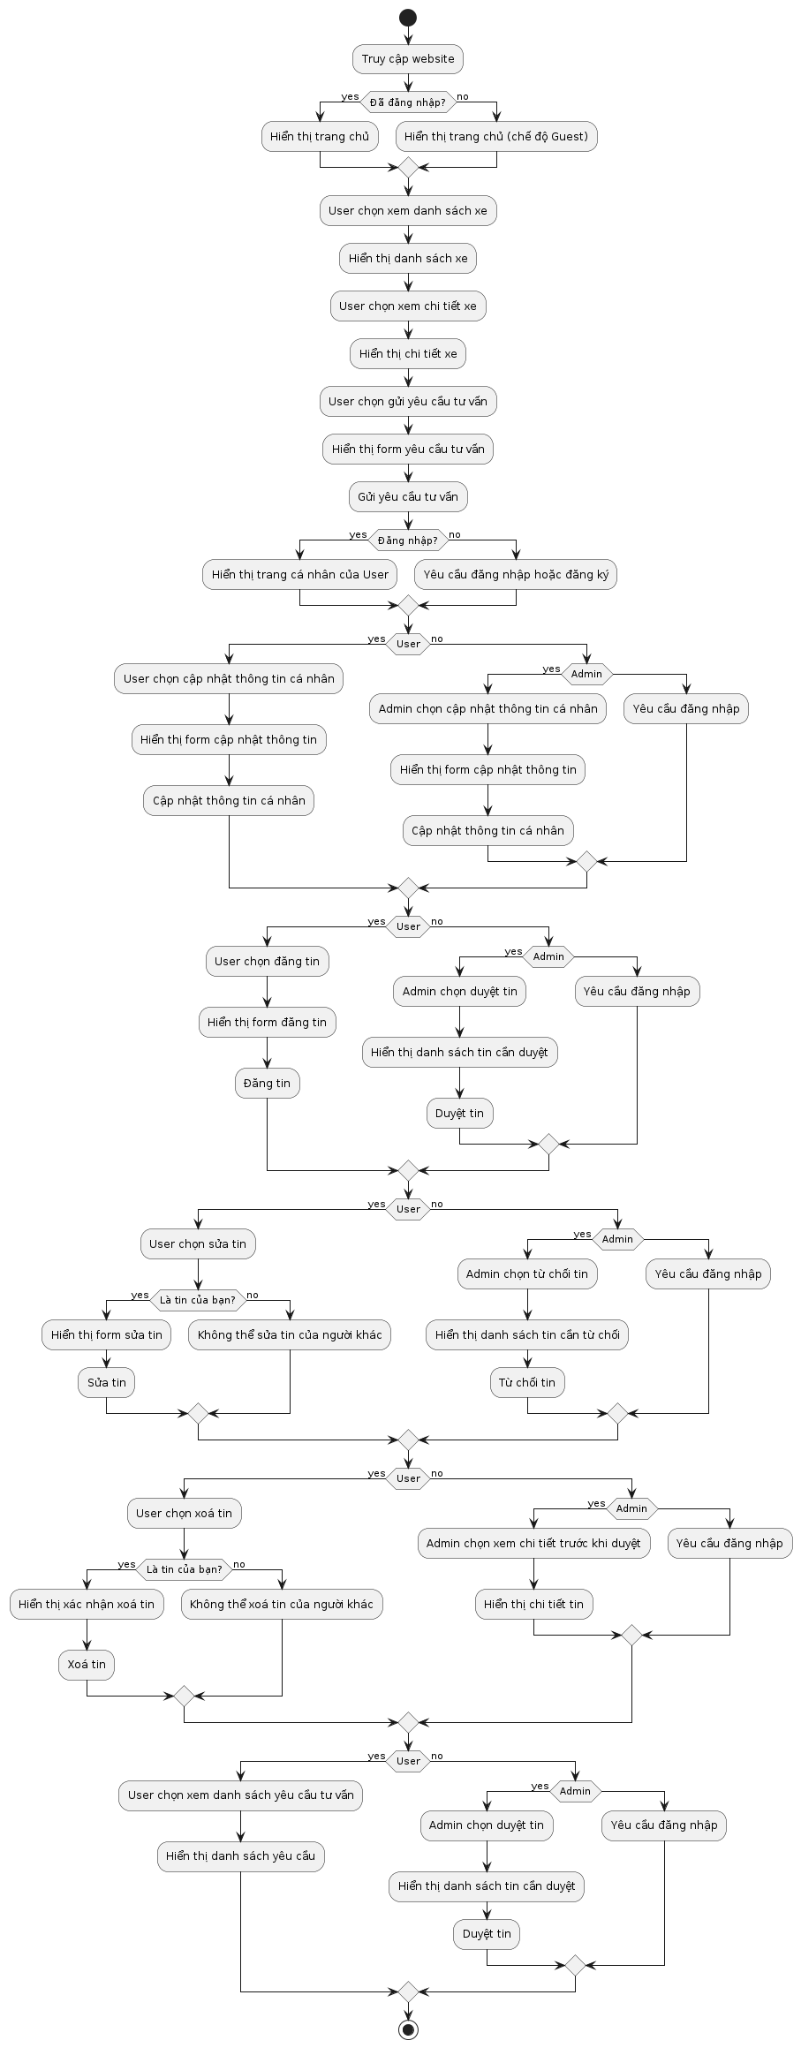 Truy cập website
yes
Đã đăng nhập?
no
Hiển thị trang chủ
Hiển thị trang chủ (chế độ Guest)
User chọn xem danh sách xe
Hiển thị danh sách xe
User chọn xem chi tiết xe
Hiển thị chi tiết xe
User chọn gửi yêu cầu tư vấn
Hiển thị form yêu cầu tư vấn
Gửi yêu cầu tư vấn
yes
Đăng nhập?
no
Hiển thị trang cá nhân của User
Yêu cầu đăng nhập hoặc đăng ký
yes
User
no
User chọn cập nhật thông tin cá nhân
Hiển thị form cập nhật thông tin
Cập nhật thông tin cá nhân
yes
Admin
Admin chọn cập nhật thông tin cá nhân
Hiển thị form cập nhật thông tin
Cập nhật thông tin cá nhân
Yêu cầu đăng nhập
yes
User
no
User chọn đăng tin
Hiển thị form đăng tin
Đăng tin
yes
Admin
Admin chọn duyệt tin
Hiển thị danh sách tin cần duyệt
Duyệt tin
Yêu cầu đăng nhập
yes
User
no
User chọn sửa tin
yes
Là tin của bạn?
no
Hiển thị form sửa tin
Sửa tin
Không thể sửa tin của người khác
yes
Admin
Admin chọn từ chối tin
Hiển thị danh sách tin cần từ chối
Từ chối tin
Yêu cầu đăng nhập
yes
User
no
User chọn xoá tin
yes
Là tin của bạn?
no
Hiển thị xác nhận xoá tin
Xoá tin
Không thể xoá tin của người khác
yes
Admin
Admin chọn xem chi tiết trước khi duyệt
Hiển thị chi tiết tin
Yêu cầu đăng nhập
yes
User
no
User chọn xem danh sách yêu cầu tư vấn
Hiển thị danh sách yêu cầu
yes
Admin
Admin chọn duyệt tin
Hiển thị danh sách tin cần duyệt
Duyệt tin
Yêu cầu đăng nhập